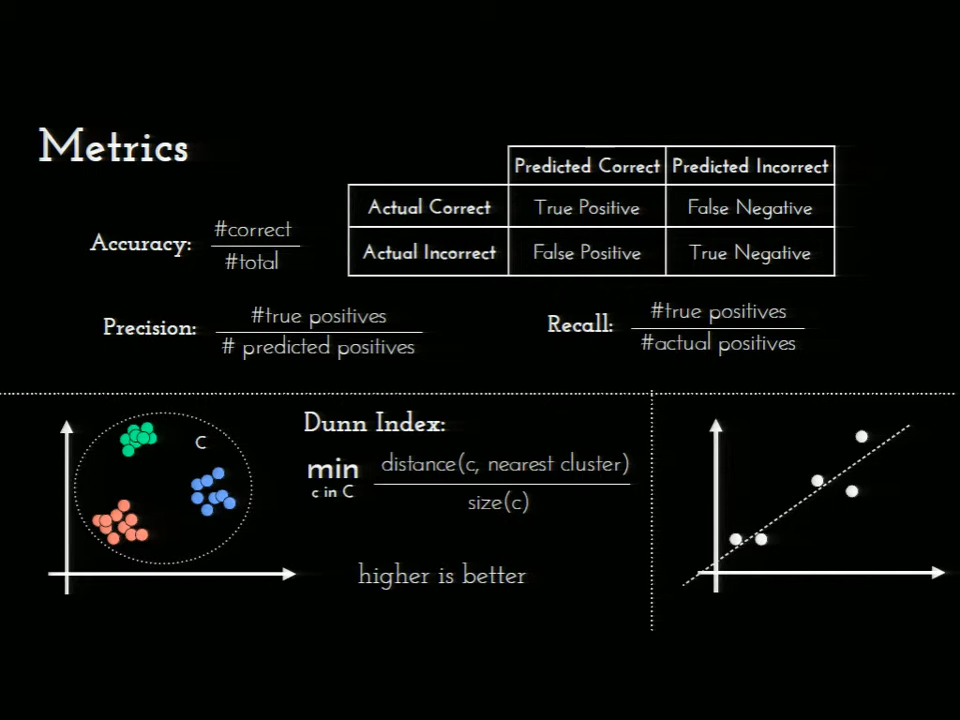 Metrics
Predicted Correct Predicted Incorrect
Actual Correct True Positive False Negative
Actual Incorrect False Positive True Negative
Accuracy: #correct
#total
Precision: #true positives
# predicted positives
Recall: #true positives
#actual positives
C
Dunn Index:
min distance(c, nearest cluster)
c in C size(c)
higher is better